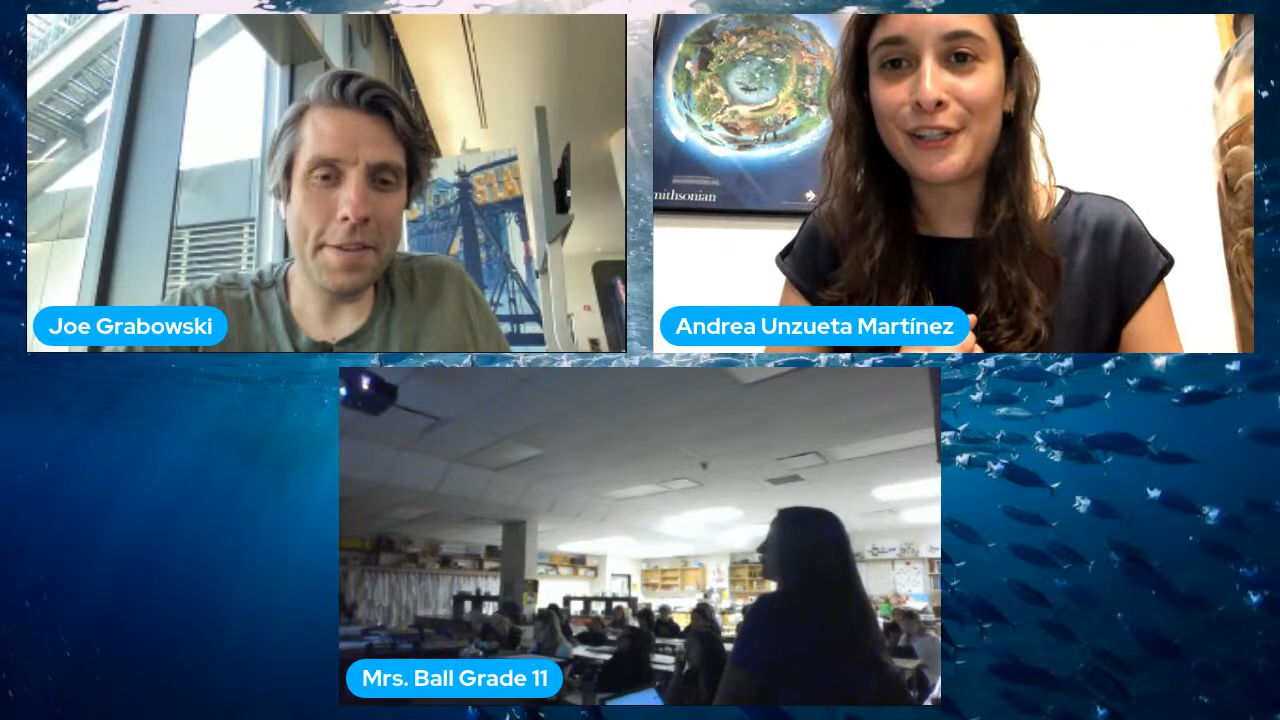 mithsonian
Joe Grabowski
Andrea Unzueta Martínez
Mrs. Ball Grade 11